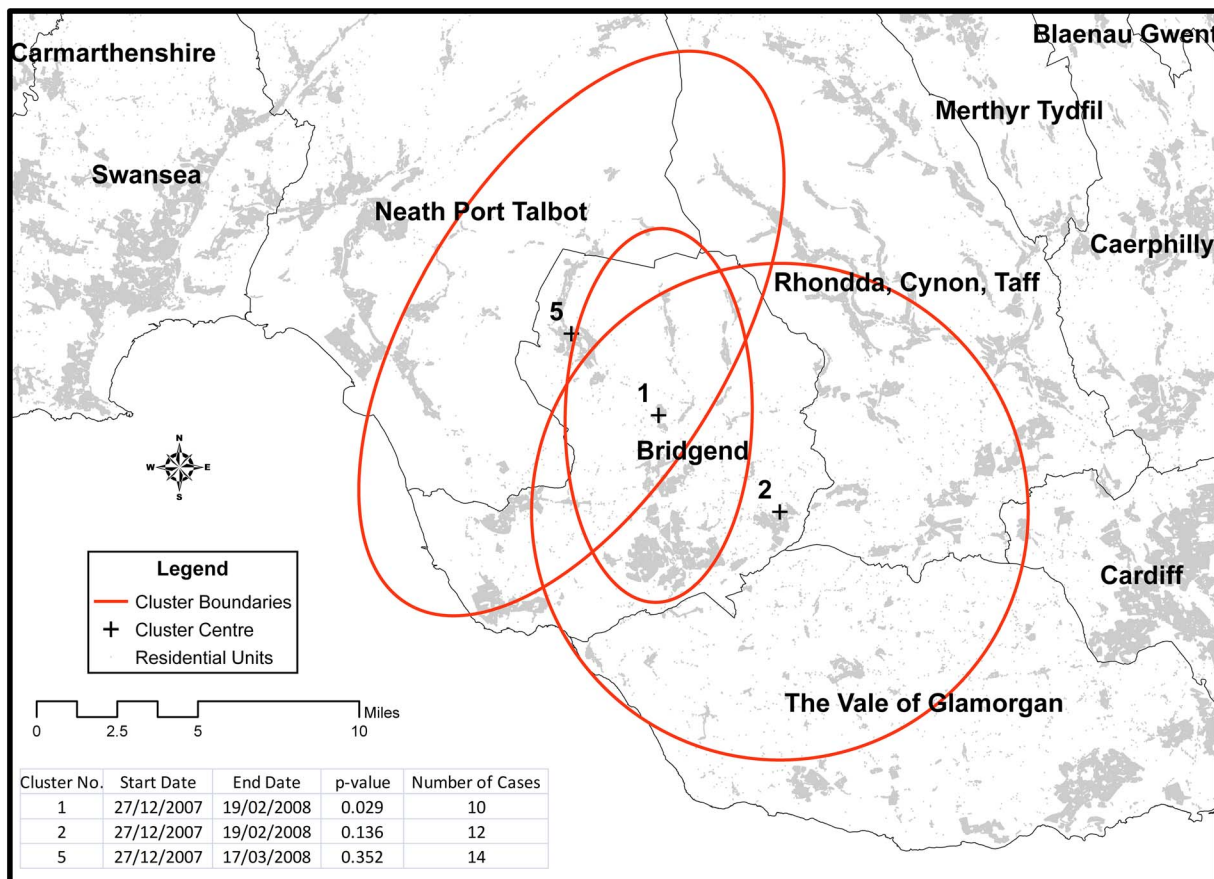 Carmarthenshire
Blaenau Gwent
Merthyr Tydfil
Swansea
Neath Port Talbot
Caerphilly
Rhondda, Cynon, Taff
5
1
Bridgend
2
N
W E
S
Cardiff
Legend
Cluster Boundaries
Cluster Centre
Residential Units
The Vale of Glamorgan
Miles
0 2.5 5 10
Cluster No. Start Date End Date p-value Number of Cases
1 27/12/2007 19/02/2008 0.029 10
2 27/12/2007 19/02/2008 0.136 12
5 27/12/2007 17/03/2008 0.352 14